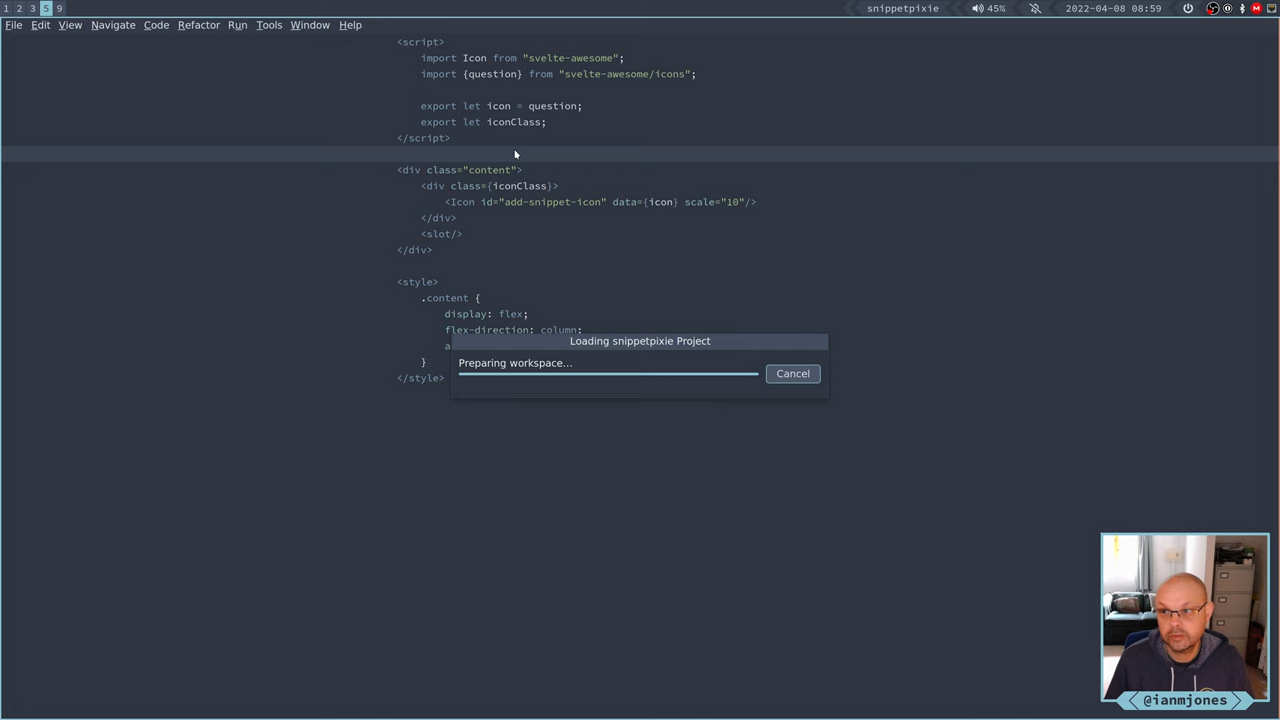 1 2 3 5 9
snippetpixie
45%
2022-04-08 08:59
File Edit View Navigate Code Refactor Run Tools Window Help
<script>
import Icon from "svelte-awesome";
import {question} from "svelte-awesome/icons";
export let icon = question;
export let iconClass;
</script>
<div class="content">
<div class={iconClass}>
<Icon id="add-snippet-icon" data={icon} scale="10"/>
</div>
<slot/>
</div>
<style>
.content {
display: flex;
flex-direction: column;
a
}
</style>
Loading snippetpixie Project
Preparing workspace...
Cancel
@ianmjones